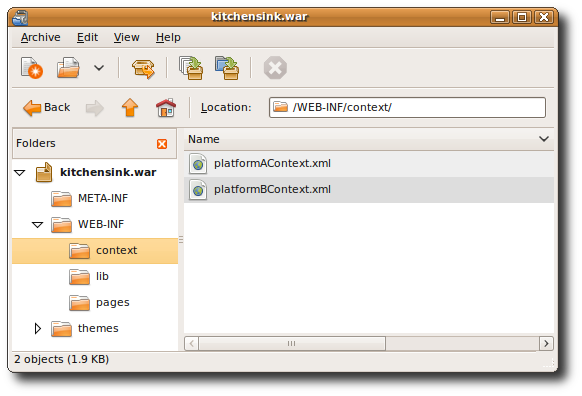 kitchensink.war
Archive Edit View Help
Back Location: /WEB-INF/context/
Folders
Name
kitchensink.war
META-INF
WEB-INF
context
lib
pages
themes
platformAContext.xml
platformBContext.xml
2 objects (1.9 KB)